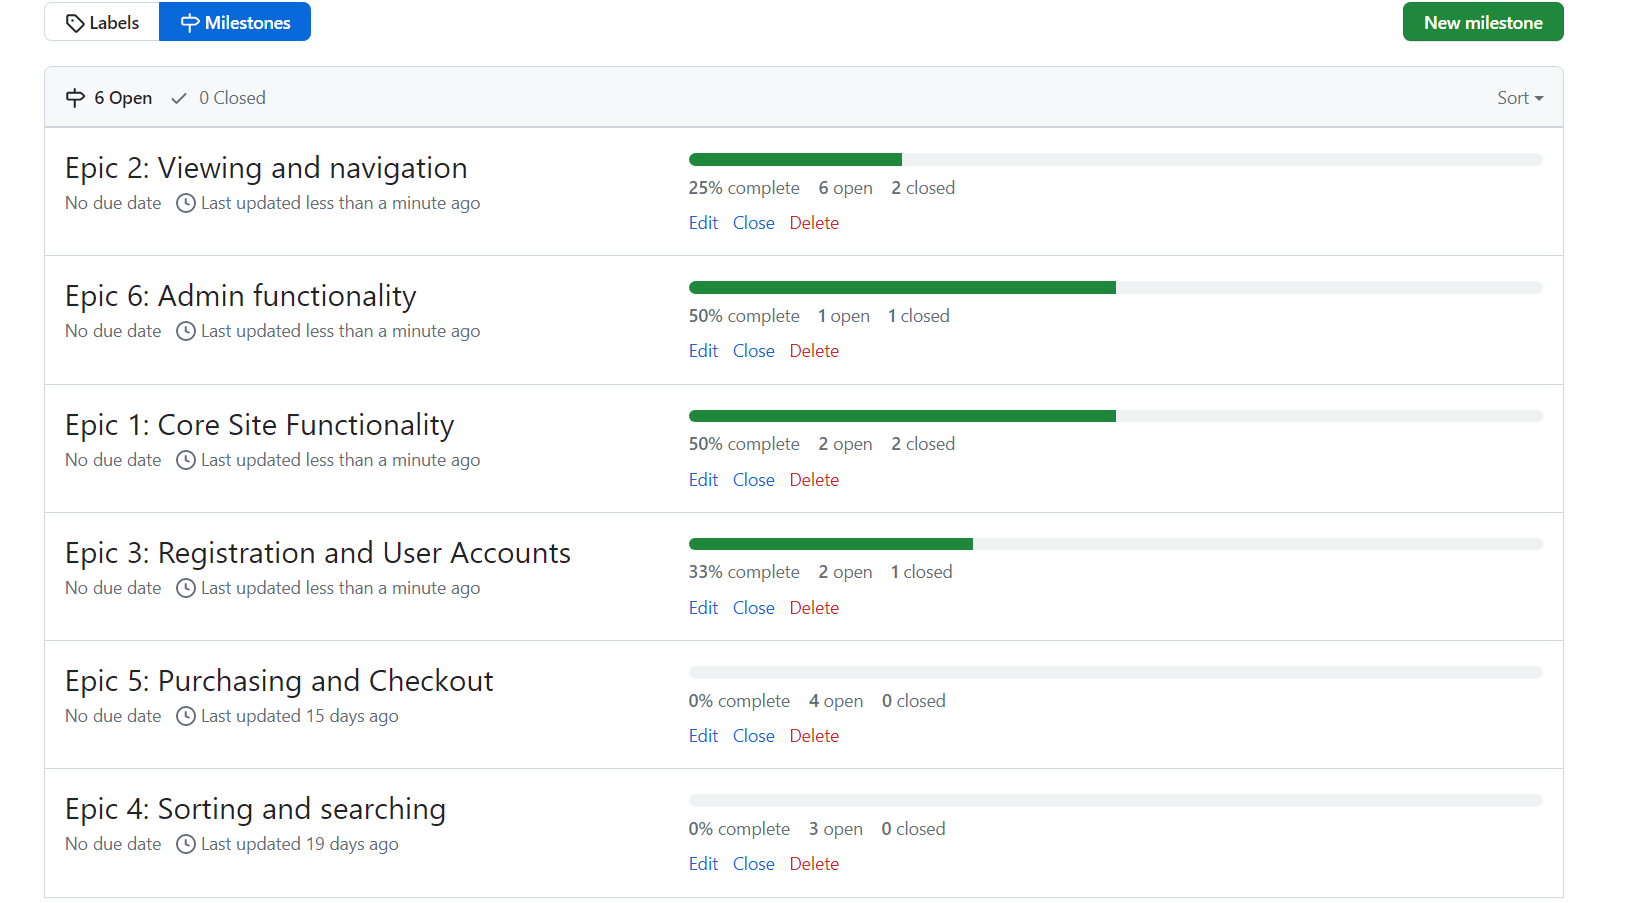 Labels Milestones New milestone
6 Open 0 Closed Sort
Epic 2: Viewing and navigation
No due date Last updated less than a minute ago
25% complete 6 open 2 closed
Edit Close Delete
Epic 6: Admin functionality
No due date Last updated less than a minute ago
50% complete 1 open 1 closed
Edit Close Delete
Epic 1: Core Site Functionality
No due date Last updated less than a minute ago
50% complete 2 open 2 closed
Edit Close Delete
Epic 3: Registration and User Accounts
No due date Last updated less than a minute ago
33% complete 2 open 1 closed
Edit Close Delete
Epic 5: Purchasing and Checkout
No due date Last updated 15 days ago
0% complete 4 open 0 closed
Edit Close Delete
Epic 4: Sorting and searching
No due date Last updated 19 days ago
0% complete 3 open 0 closed
Edit Close Delete